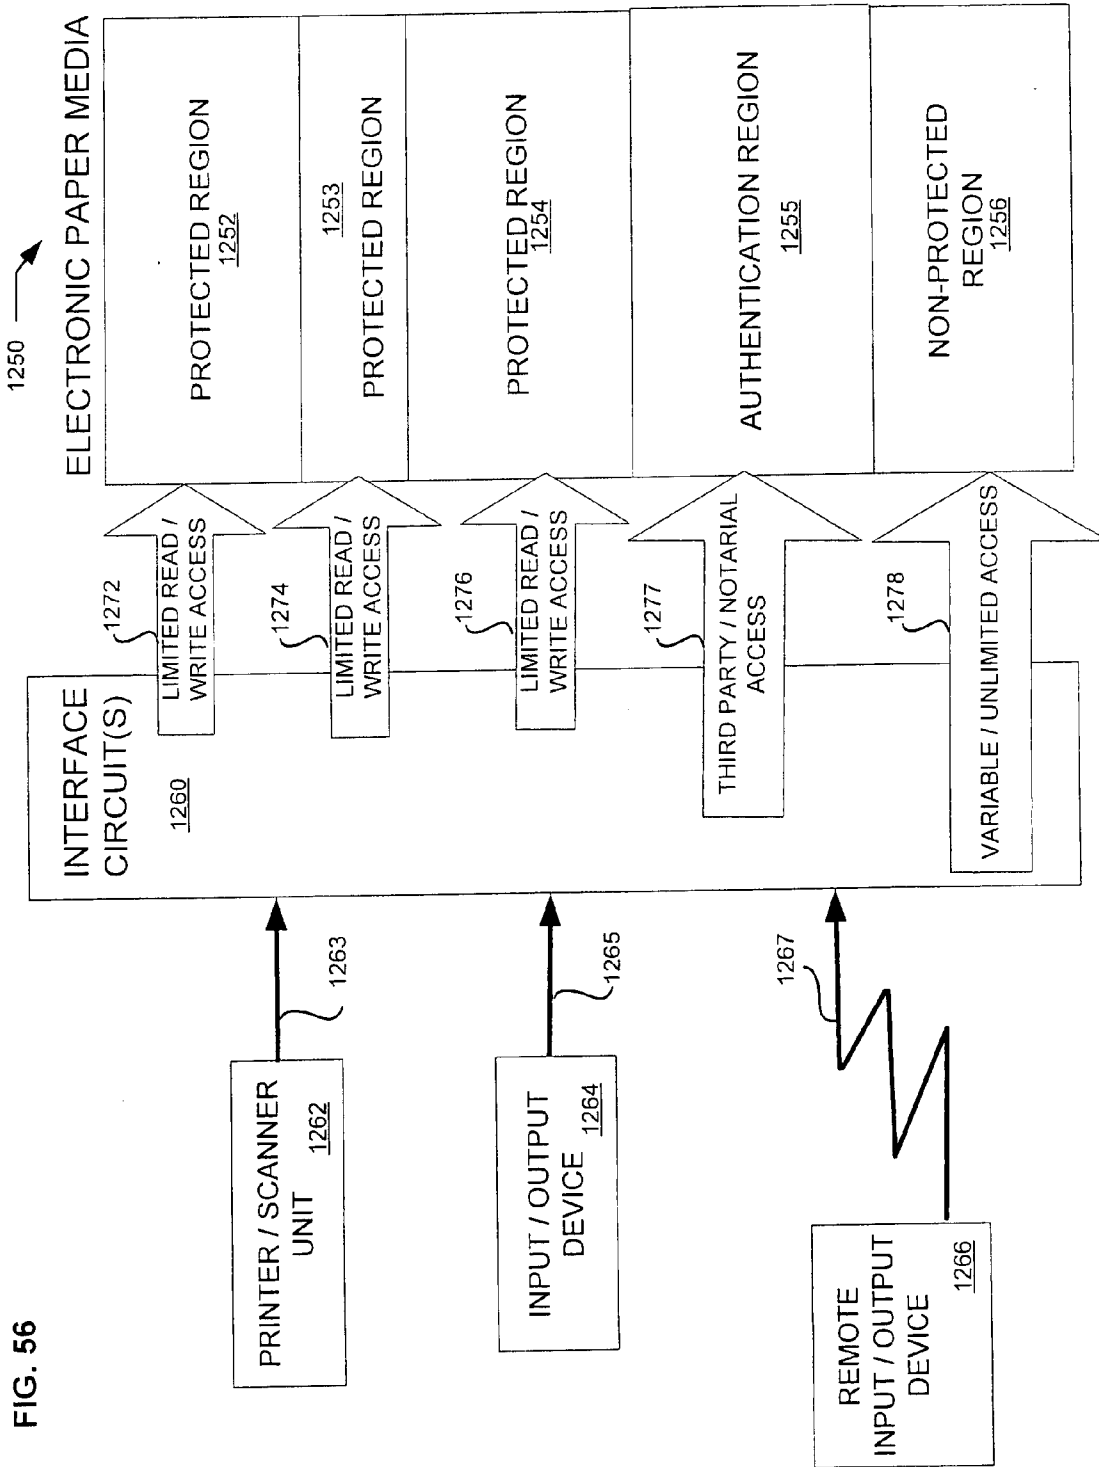 FIG. 56
PRINTER / SCANNER
UNIT
1262
1263
INPUT / OUTPUT
DEVICE
1264
1265
REMOTE
INPUT / OUTPUT
DEVICE
1266
1267
INTERFACE
CIRCUIT(S)
1260
1272
LIMITED READ /
WRITE ACCESS
1274
LIMITED READ /
WRITE ACCESS
1276
LIMITED READ /
WRITE ACCESS
1277
THIRD PARTY / NOTARIAL
ACCESS
1278
VARIABLE / UNLIMITED ACCESS
1250
ELECTRONIC PAPER MEDIA
PROTECTED REGION
1252
1253
PROTECTED REGION
PROTECTED REGION
1254
AUTHENTICATION REGION
1255
NON-PROTECTED
REGION
1256